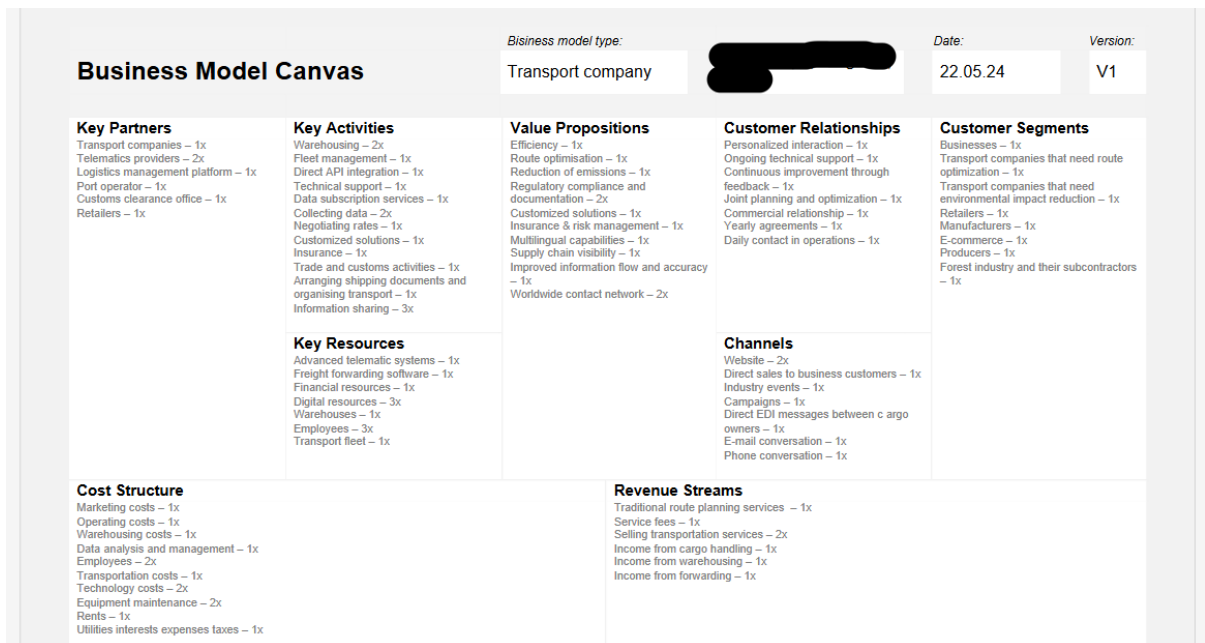 Bisiness model type:
Date:
Version:
Business Model Canvas
Transport company
22.05.24
V1
Key Partners
Transport companies – 1x
Telematics providers – 2x
Logistics management platform – 1x
Port operator – 1x
Customs clearance office – 1x
Retailers – 1x
Key Activities
Warehousing – 2x
Fleet management – 1x
Direct API integration – 1x
Technical support – 1x
Data subscription services – 1x
Collecting data – 2x
Negotiating rates – 1x
Customized solutions – 1x
Insurance – 1x
Trade and customs activities – 1x
Arranging shipping documents and
organising transport – 1x
Information sharing – 3x
Key Resources
Advanced telematic systems – 1x
Freight forwarding software – 1x
Financial resources – 1x
Digital resources – 3x
Warehouses – 1x
Employees – 3x
Transport fleet – 1x
Value Propositions
Efficiency – 1x
Route optimisation – 1x
Reduction of emissions – 1x
Regulatory compliance and
documentation – 2x
Customized solutions – 1x
Insurance & risk management – 1x
Multilingual capabilities – 1x
Supply chain visibility – 1x
Improved information flow and accuracy
– 1x
Worldwide contact network – 2x
Customer Relationships
Personalized interaction – 1x
Ongoing technical support – 1x
Continuous improvement through
feedback – 1x
Joint planning and optimization – 1x
Commercial relationship – 1x
Yearly agreements – 1x
Daily contact in operations – 1x
Channels
Website – 2x
Direct sales to business customers – 1x
Industry events – 1x
Campaigns – 1x
Direct EDI messages between c argo
owners – 1x
E-mail conversation – 1x
Phone conversation – 1x
Customer Segments
Businesses – 1x
Transport companies that need route
optimization – 1x
Transport companies that need
environmental impact reduction – 1x
Retailers – 1x
Manufacturers – 1x
E-commerce – 1x
Producers – 1x
Forest industry and their subcontractors
– 1x
Cost Structure
Marketing costs – 1x
Operating costs – 1x
Warehousing costs – 1x
Data analysis and management – 1x
Employees – 2x
Transportation costs – 1x
Technology costs – 2x
Equipment maintenance – 2x
Rents – 1x
Utilities interests expenses taxes – 1x
Revenue Streams
Traditional route planning services – 1x
Service fees – 1x
Selling transportation services – 2x
Income from cargo handling – 1x
Income from warehousing – 1x
Income from forwarding – 1x